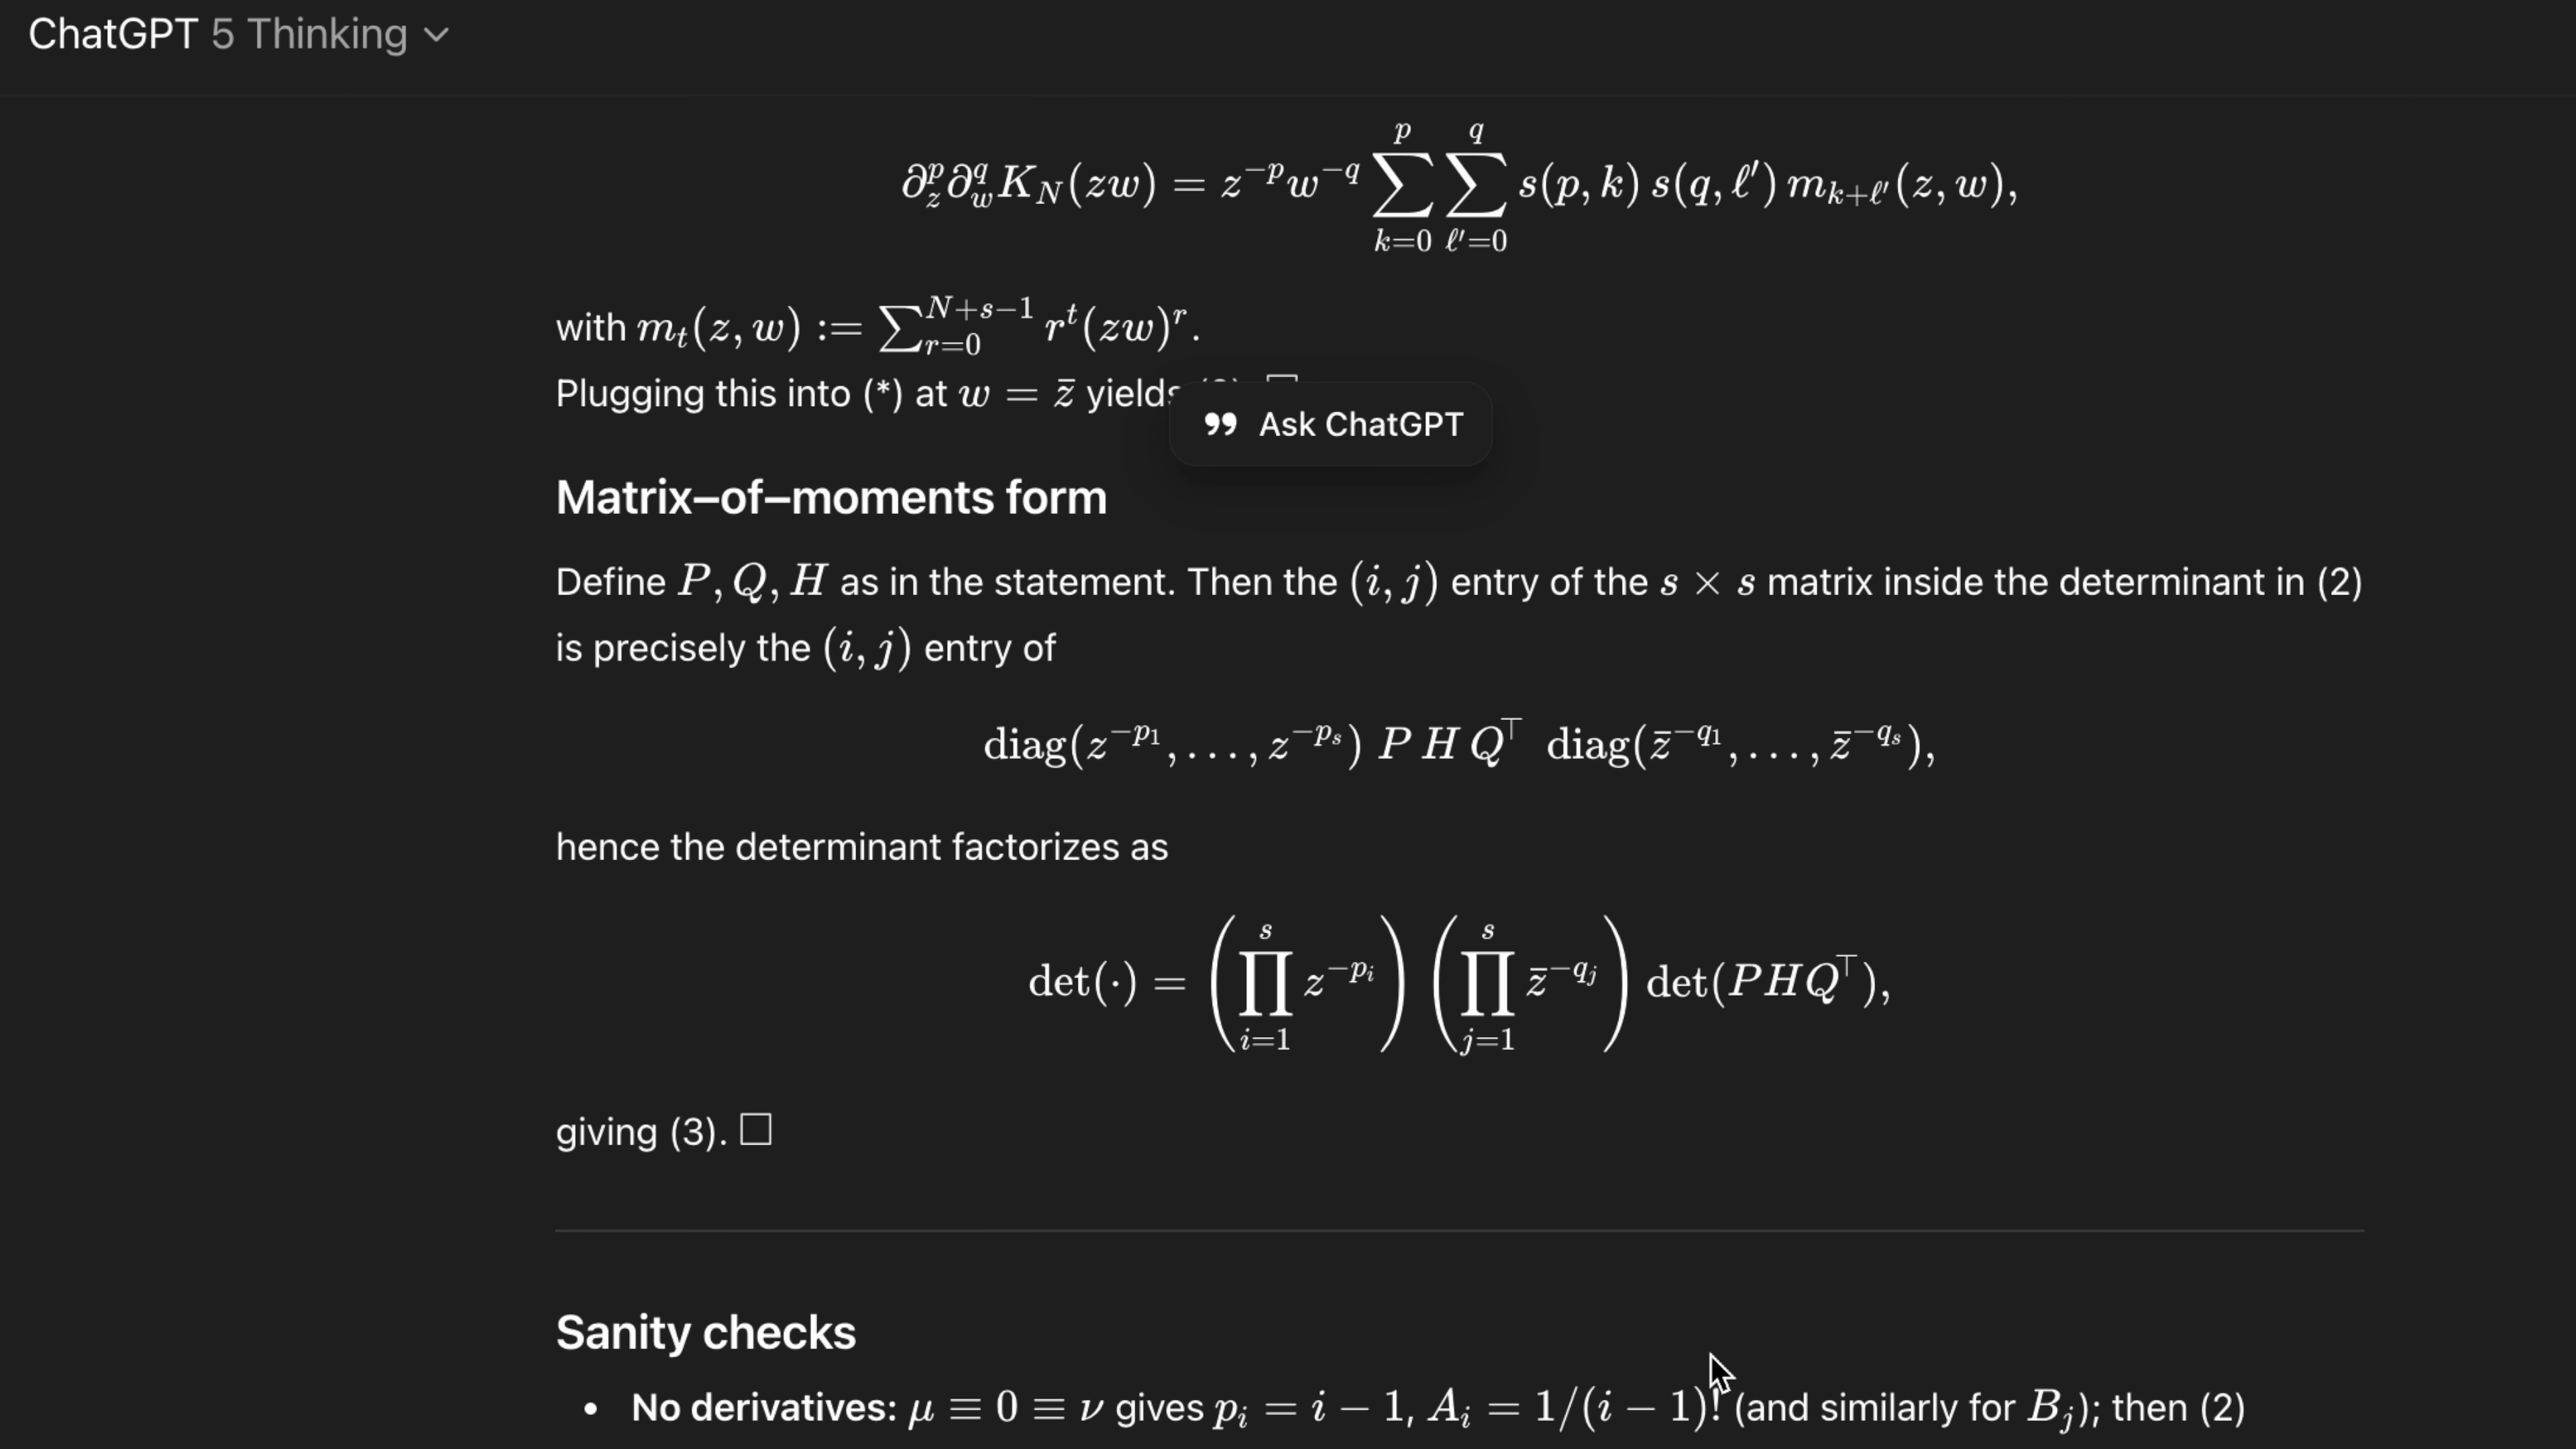 ChatGPT 5 Thinking
∂_z^p ∂_w^q K_N(zw) = z^{−p} w^{−q} ∑_{k=0}^{p} ∑_{ℓ′=0}^{q} s(p, k) s(q, ℓ′) m_{k+ℓ′}(z, w),
with m_t(z, w) := ∑_{r=0}^{N+s−1} r^t (zw)^r.
Plugging this into (*) at w = z̄ yields
Ask ChatGPT
Matrix–of–moments form
Define P, Q, H as in the statement. Then the (i, j) entry of the s × s matrix inside the determinant in (2)
is precisely the (i, j) entry of
diag(z^{−p_1}, …, z^{−p_s}) P H Q^⊤ diag(z̄^{−q_1}, …, z̄^{−q_s}),
hence the determinant factorizes as
det(·) = (∏_{i=1}^{s} z^{−p_i}) (∏_{j=1}^{s} z̄^{−q_j}) det(PHQ^⊤),
giving (3). □
Sanity checks
• No derivatives: μ ≡ 0 ≡ ν gives p_i = i − 1, A_i = 1/(i − 1)! (and similarly for B_j); then (2)